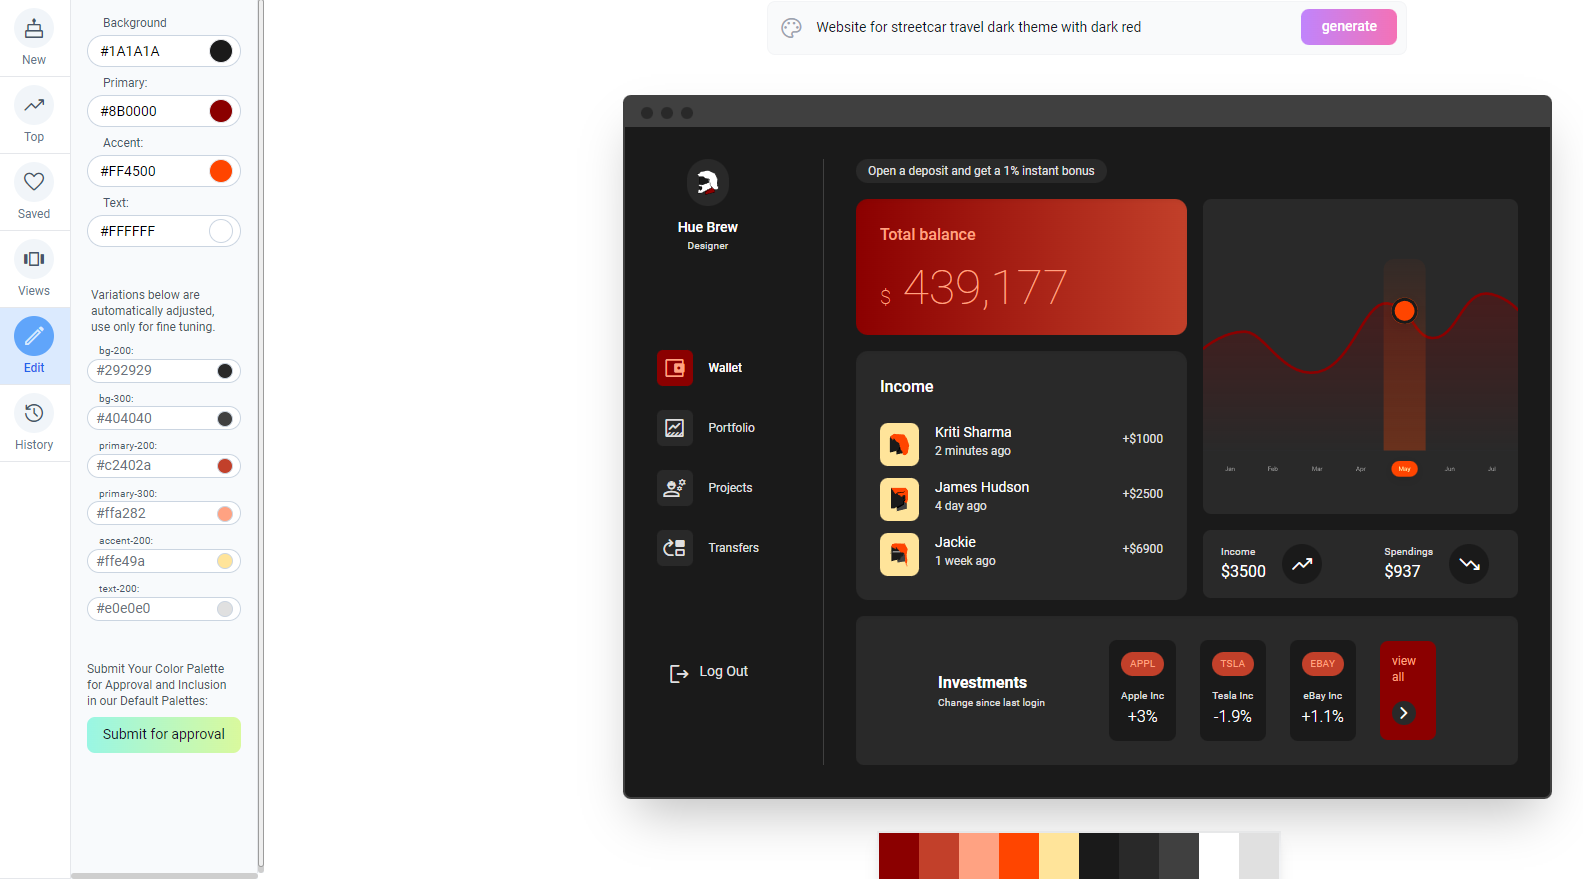 New
Top
Saved
Views
Edit
History
Background
#1A1A1A
Primary:
#8B0000
Accent:
#FF4500
Text:
#FFFFFF
Variations below are
automatically adjusted,
use only for fine tuning.
bg-200:
#292929
bg-300:
#404040
primary-200:
#c2402a
primary-300:
#ffa282
accent-200:
#ffe49a
text-200:
#e0e0e0
Submit Your Color Palette
for Approval and Inclusion
in our Default Palettes:
Submit for approval
Website for streetcar travel dark theme with dark red
generate
Hue Brew
Designer
Wallet
Portfolio
Projects
Transfers
Log Out
Open a deposit and get a 1% instant bonus
Total balance
$ 439,177
Income
Kriti Sharma
2 minutes ago
+$1000
James Hudson
4 day ago
+$2500
Jackie
1 week ago
+$6900
Jan Feb Mar Apr May Jun Jul
Income
$3500
Spendings
$937
Investments
Change since last login
APPL
Apple Inc
+3%
TSLA
Tesla Inc
-1.9%
EBAY
eBay Inc
+1.1%
view
all